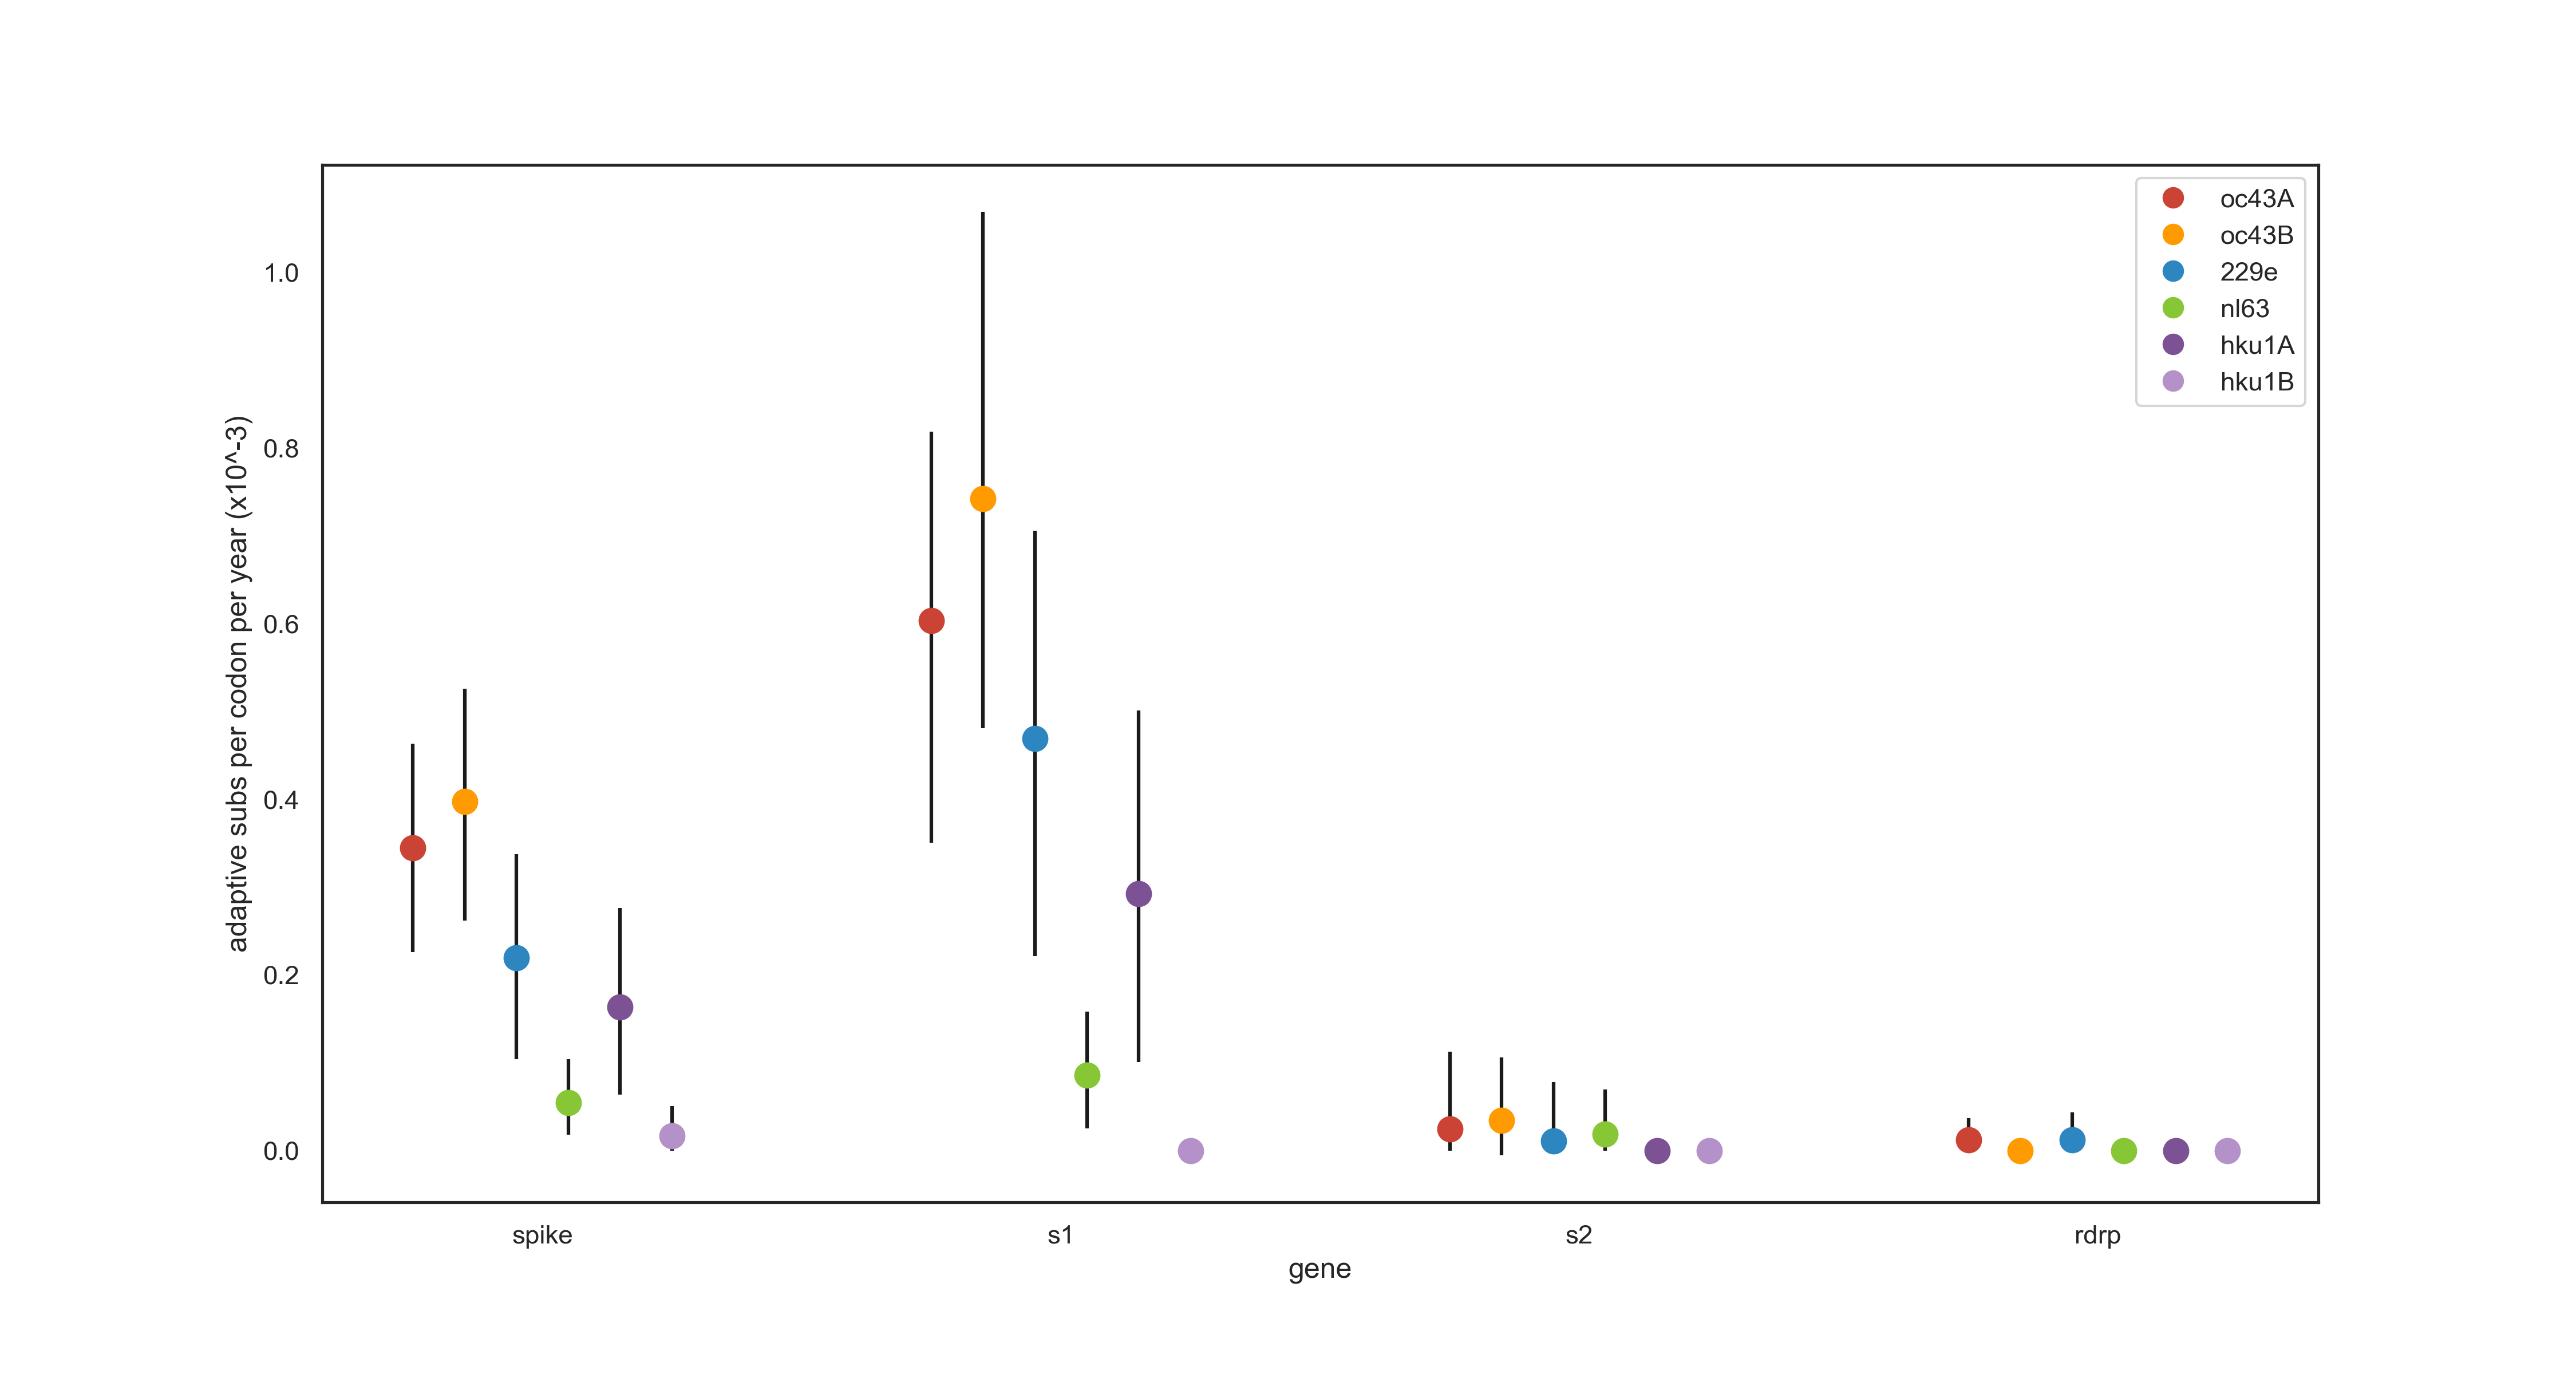 oc43A
oc43B
229e
nl63
hku1A
hku1B
1.0
0.8
0.6
0.4
0.2
0.0
adaptive subs per codon per year (x10^-3)
spike s1 s2 rdrp
gene